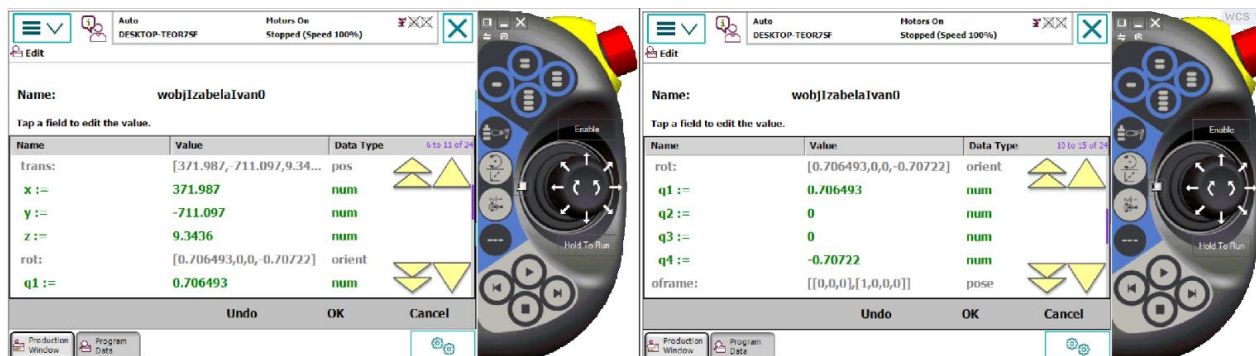 Auto
DESKTOP-TEOR7SF
Motors On
Stopped (Speed 100%)
Edit
Name: wobjIzabelaIvan0
Tap a field to edit the value.
Name Value Data Type 6 to 11 of 24
trans: [371.987,-711.097,9.34... pos
x := 371.987 num
y := -711.097 num
z := 9.3436 num
rot: [0.706493,0,0,-0.70722] orient
q1 := 0.706493 num
Undo OK Cancel
Production Window
Program Data
Enable
Hold To Run
Auto
DESKTOP-TEOR7SF
Motors On
Stopped (Speed 100%)
WCS
Edit
Name: wobjIzabelaIvan0
Tap a field to edit the value.
Name Value Data Type 10 to 15 of 24
rot: [0.706493,0,0,-0.70722] orient
q1 := 0.706493 num
q2 := 0 num
q3 := 0 num
q4 := -0.70722 num
oframe: [[0,0,0],[1,0,0,0]] pose
Undo OK Cancel
Production Window
Program Data
Enable
Hold To Run